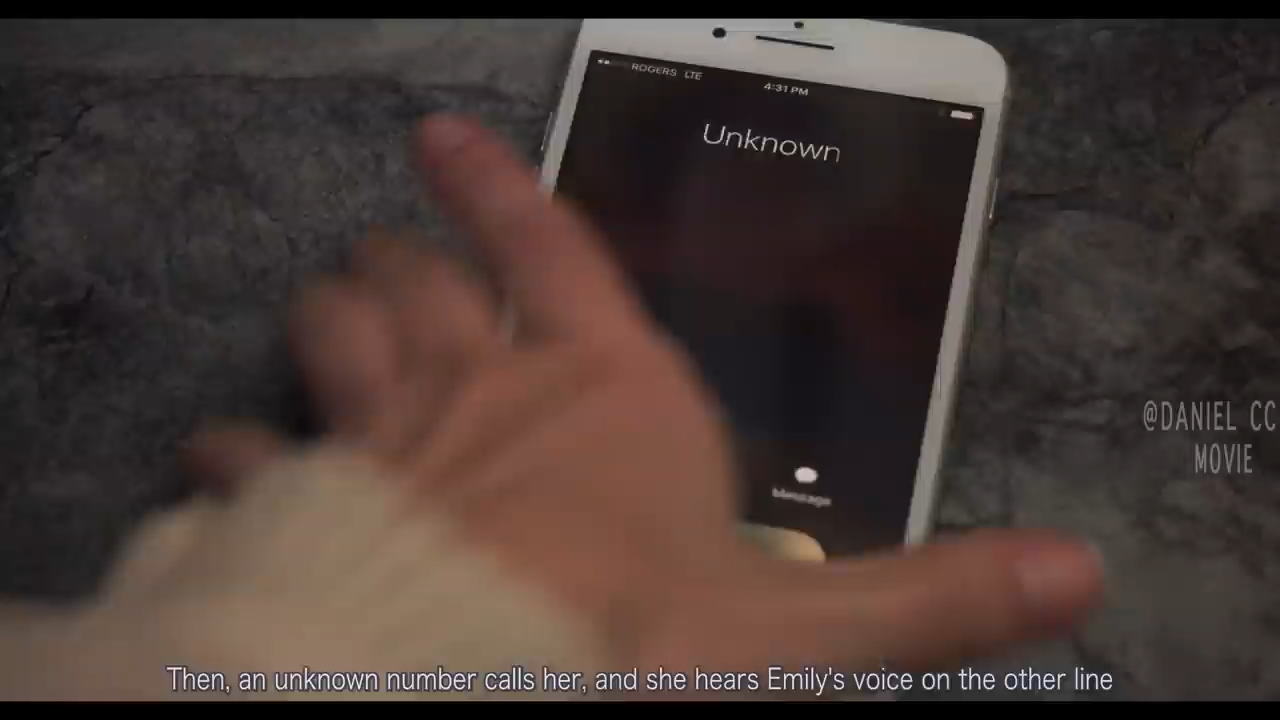 ROGERS LTE
4:31 PM
Unknown
Message
@DANIEL CC
MOVIE
Then, an unknown number calls her, and she hears Emily's voice on the other line